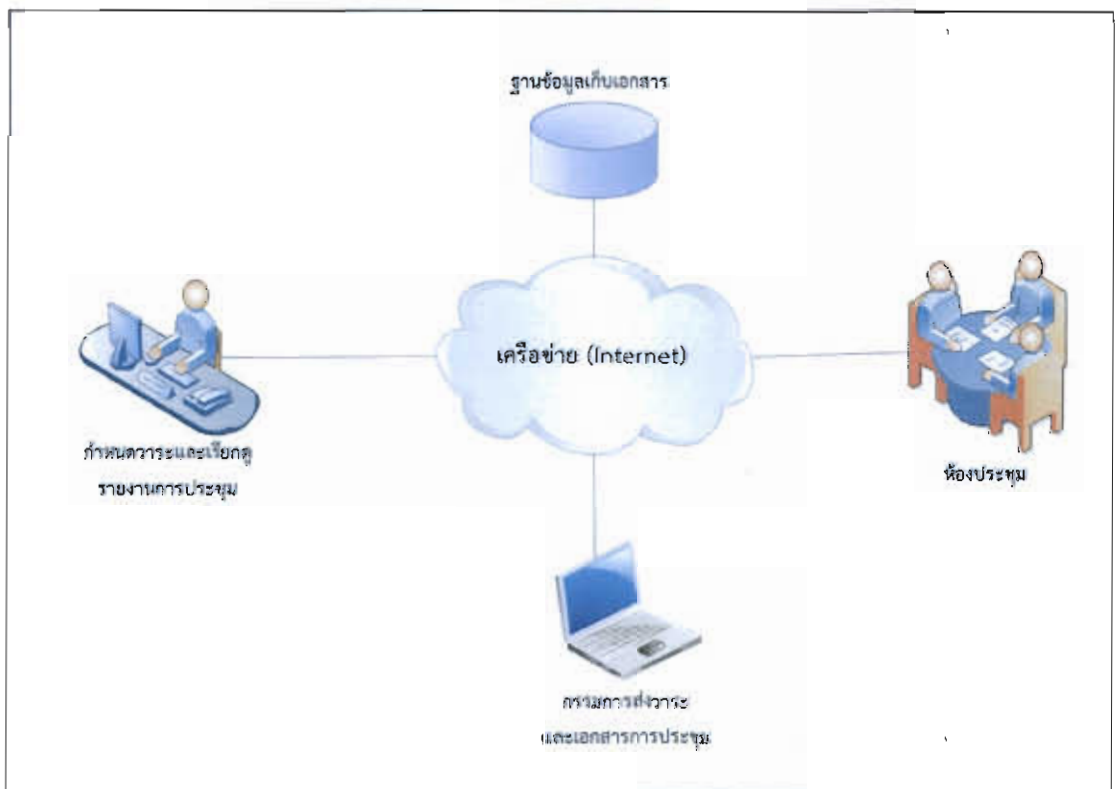 ฐานข้อมูลเก็บเอกสาร
เครือข่าย (Internet)
กำหนดวาระและเรียกดู
รายงานการประชุม
ห้องประชุม
กรรมการส่งวาระ
และเอกสารการประชุม